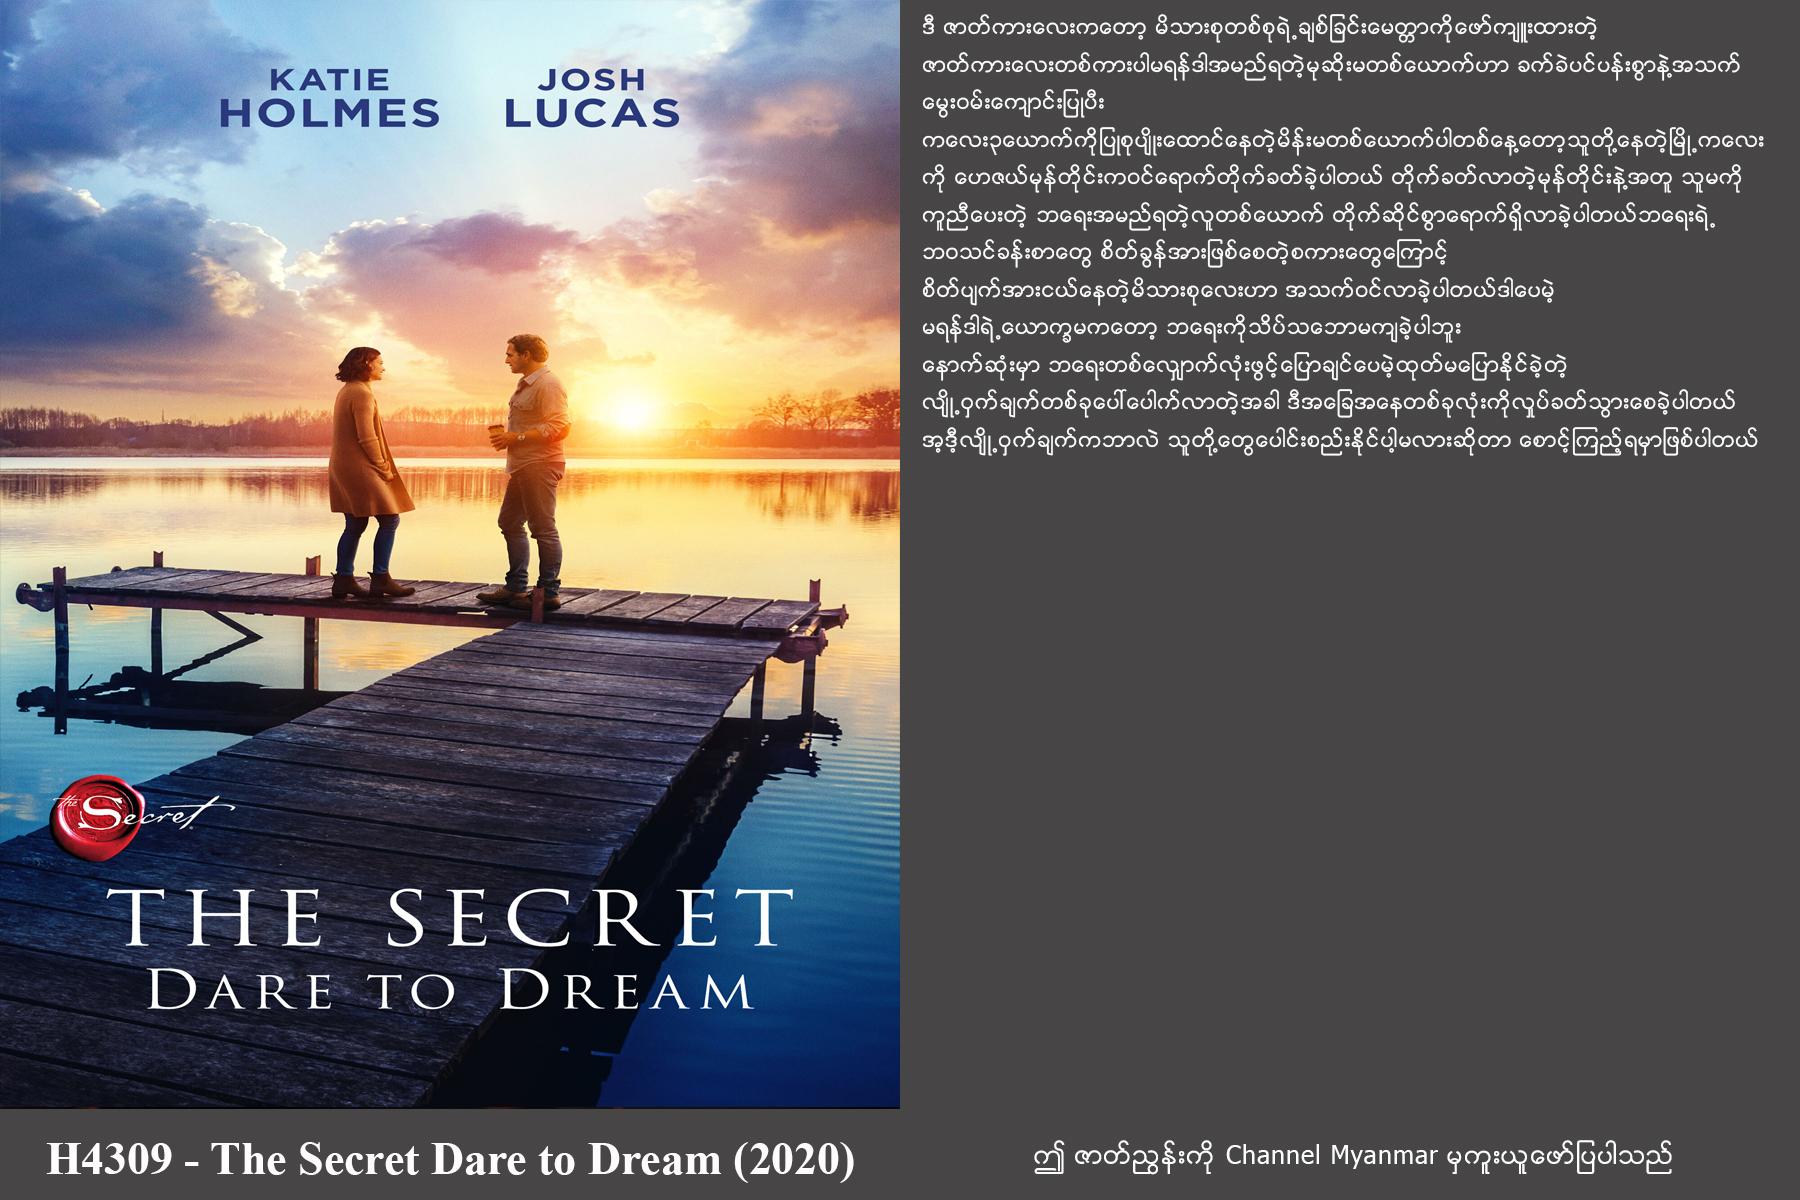 KATIE
HOLMES
JOSH
LUCAS
the Secret
THE SECRET
DARE TO DREAM
H4309 - The Secret Dare to Dream (2020)
ဒီ ဇာတ်ကားလေးကတော့ မိသားစုတစ်စုရဲ့ချစ်ခြင်းမေတ္တာကိုဖော်ကျူးထားတဲ့
ဇာတ်ကားလေးတစ်ကားပါမရန်ဒါအမည်ရတဲ့မုဆိုးမတစ်ယောက်ဟာ ခက်ခဲပင်ပန်းစွာနဲ့အသက်
မွေးဝမ်းကျောင်းပြုပီး
ကလေး၃ယောက်ကိုပြုစုပျိုးထောင်နေတဲ့မိန်းမတစ်ယောက်ပါတစ်နေ့တော့သူတို့နေတဲ့မြို့ကလေး
ကို ဟေဇယ်မုန်တိုင်းကဝင်ရောက်တိုက်ခတ်ခဲ့ပါတယ် တိုက်ခတ်လာတဲ့မုန်တိုင်းနဲ့အတူ သူမကို
ကူညီပေးတဲ့ ဘရေးအမည်ရတဲ့လူတစ်ယောက် တိုက်ဆိုင်စွာရောက်ရှိလာခဲ့ပါတယ်ဘရေးရဲ့
ဘဝသင်ခန်းစာတွေ စိတ်ခွန်အားဖြစ်စေတဲ့စကားတွေကြောင့်
စိတ်ပျက်အားငယ်နေတဲ့မိသားစုလေးဟာ အသက်ဝင်လာခဲ့ပါတယ်ဒါပေမဲ့
မရန်ဒါရဲ့ယောက္ခမကတော့ ဘရေးကိုသိပ်သဘောမကျခဲ့ပါဘူး
နောက်ဆုံးမှာ ဘရေးတစ်လျှောက်လုံးဖွင့်ပြောချင်ပေမဲ့ထုတ်မပြောနိုင်ခဲ့တဲ့
လျို့ဝှက်ချက်တစ်ခုပေါ်ပေါက်လာတဲ့အခါ ဒီအခြေအနေတစ်ခုလုံးကိုလှုပ်ခတ်သွားစေခဲ့ပါတယ်
အဲ့ဒီ့လျို့ဝှက်ချက်ကဘာလဲ သူတို့တွေပေါင်းစည်းနိုင်ပါ့မလားဆိုတာ စောင့်ကြည့်ရမှာဖြစ်ပါတယ်
ဤ ဇာတ်ညွှန်းကို Channel Myanmar မှကူးယူဖော်ပြပါသည်